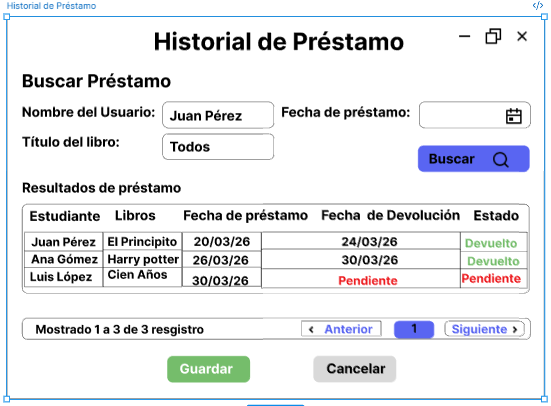 Historial de Préstamo
Historial de Préstamo
Buscar Préstamo
Nombre del Usuario: Juan Pérez Fecha de préstamo:
Título del libro: Todos
Buscar
Resultados de préstamo
Estudiante Libros Fecha de préstamo Fecha de Devolución Estado
Juan Pérez El Principito 20/03/26 24/03/26 Devuelto
Ana Gómez Harry potter 26/03/26 30/03/26 Devuelto
Luis López Cien Años 30/03/26 Pendiente Pendiente
Mostrado 1 a 3 de 3 resgistro ‹ Anterior 1 Siguiente ›
Guardar Cancelar